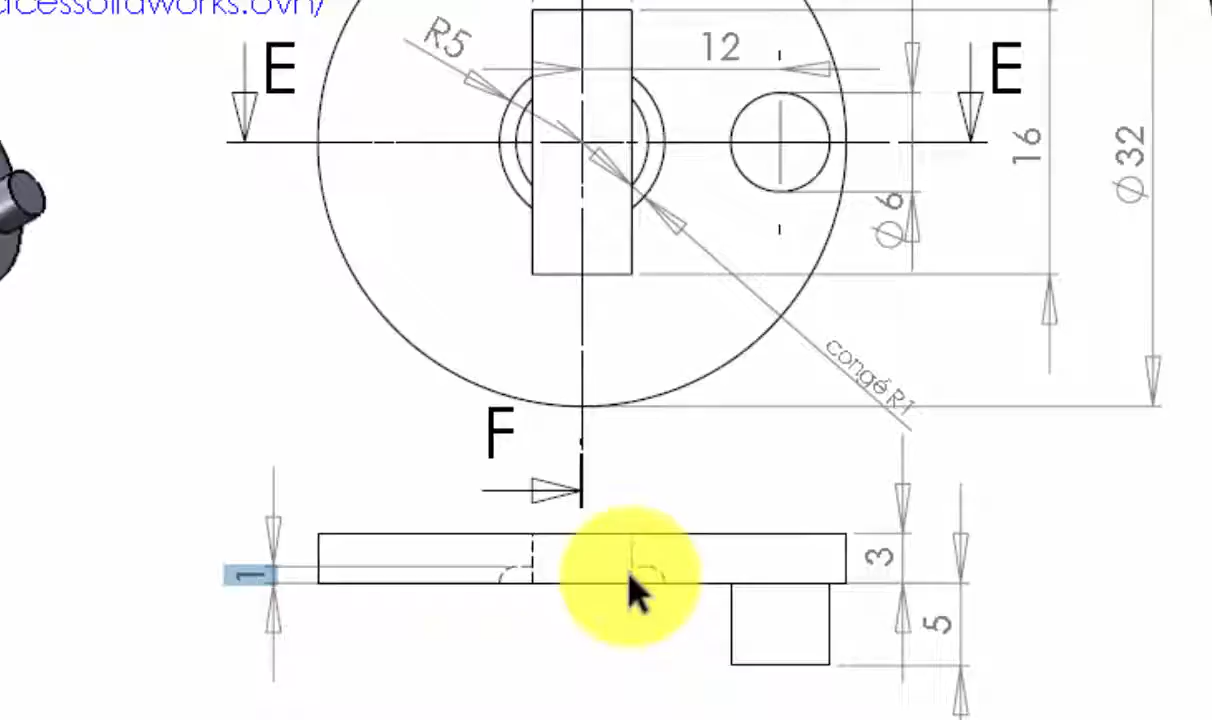 acessolidworks.ovh/
R5
12
E
E
16
⌀32
⌀6
congé R1
F
1
3
5